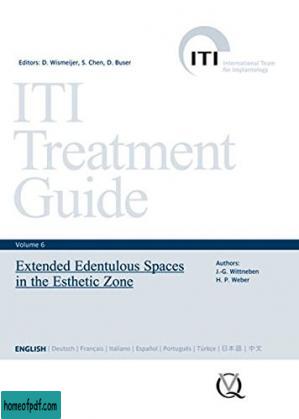 Editors: D. Wismeijer, S. Chen, D. Buser
ITI
International Team
for Implantology
ITI
Treatment
Guide
Volume 6
Authors:
J.-G. Wittneben
H. P. Weber
Extended Edentulous Spaces
in the Esthetic Zone
ENGLISH | Deutsch | Français | Italiano | Español | Português | Türkçe | 日本語 | 中文
homeofpdf.com